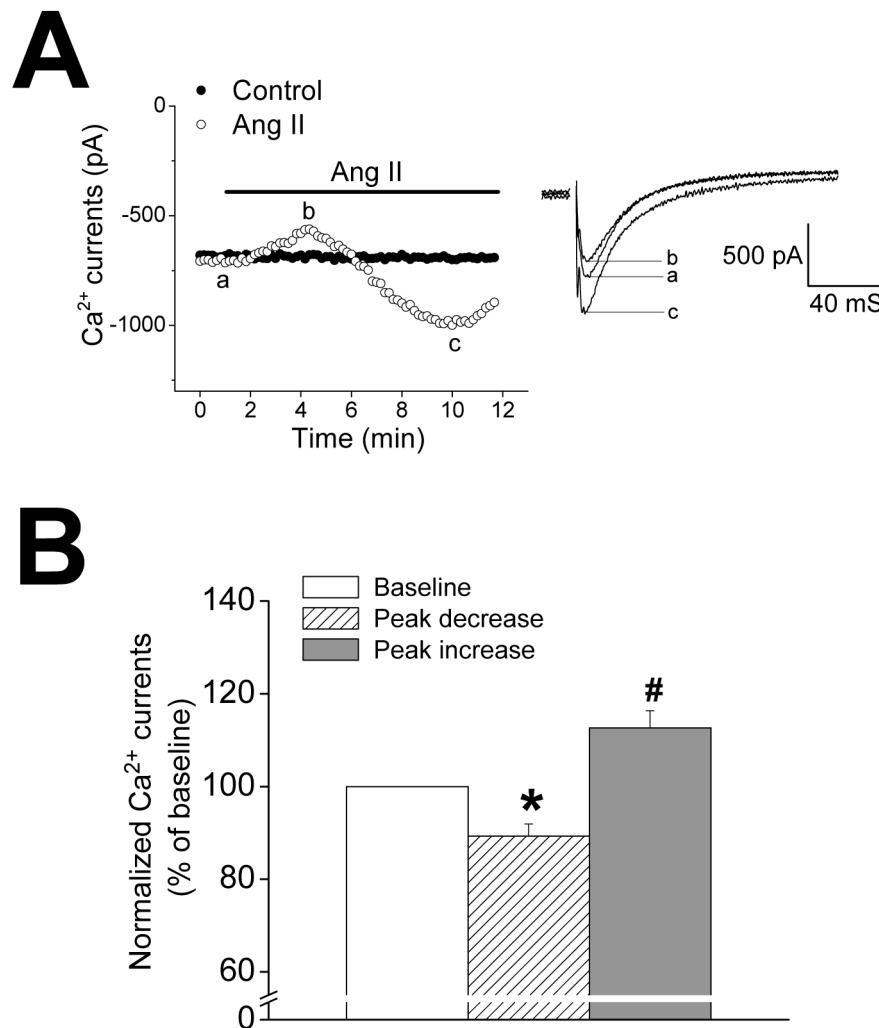 A
Control
Ang II
Ca²⁺ currents (pA)
0
-500
-1000
Ang II
a
b
c
0 2 4 6 8 10 12
Time (min)
b
a
c
500 pA
40 mS
B
Normalized Ca²⁺ currents
(% of baseline)
140
120
100
80
60
0
Baseline
Peak decrease
Peak increase
*
#